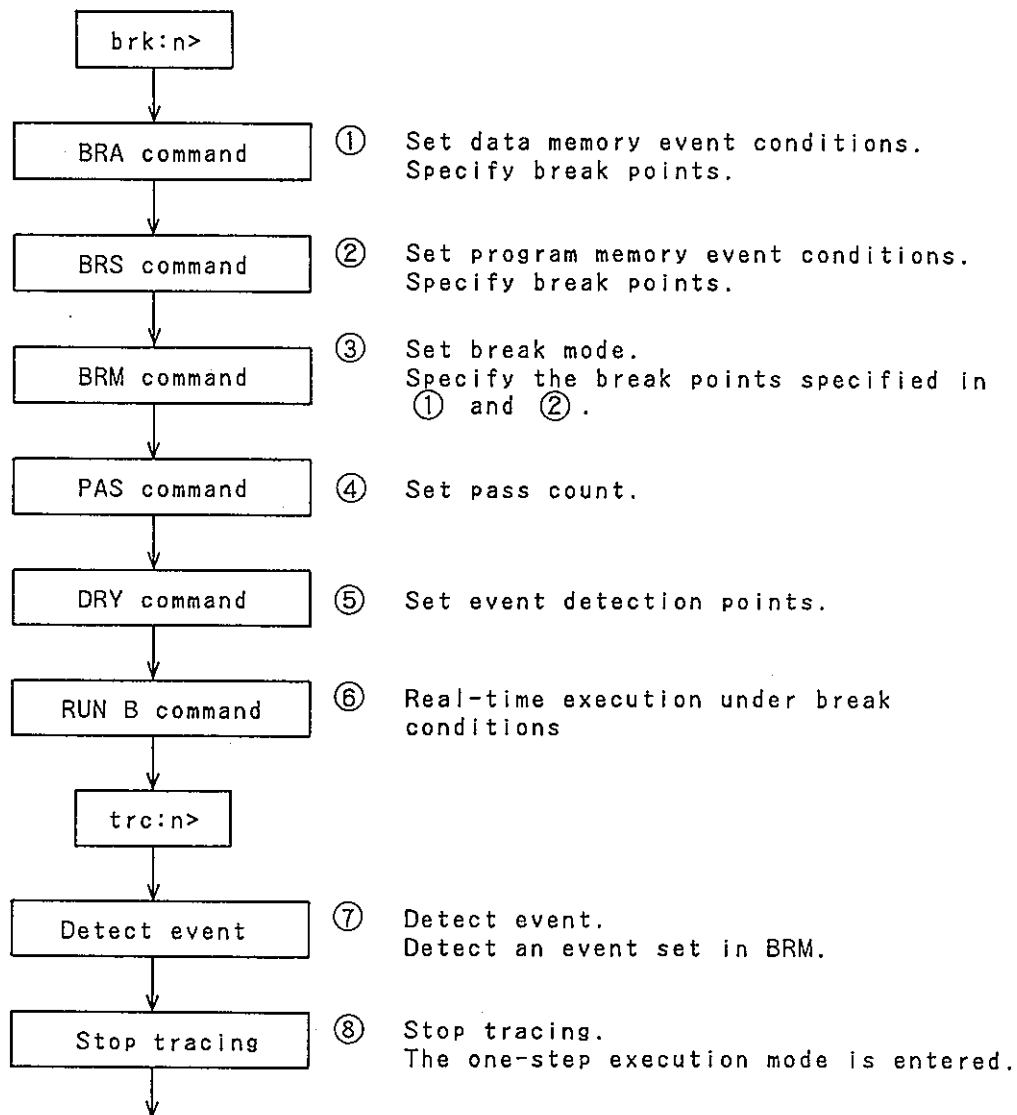 brk:n>
BRA command ① Set data memory event conditions.
Specify break points.
BRS command ② Set program memory event conditions.
Specify break points.
BRM command ③ Set break mode.
Specify the break points specified in
① and ②.
PAS command ④ Set pass count.
DRY command ⑤ Set event detection points.
RUN B command ⑥ Real-time execution under break
conditions
trc:n>
Detect event ⑦ Detect event.
Detect an event set in BRM.
Stop tracing ⑧ Stop tracing.
The one-step execution mode is entered.